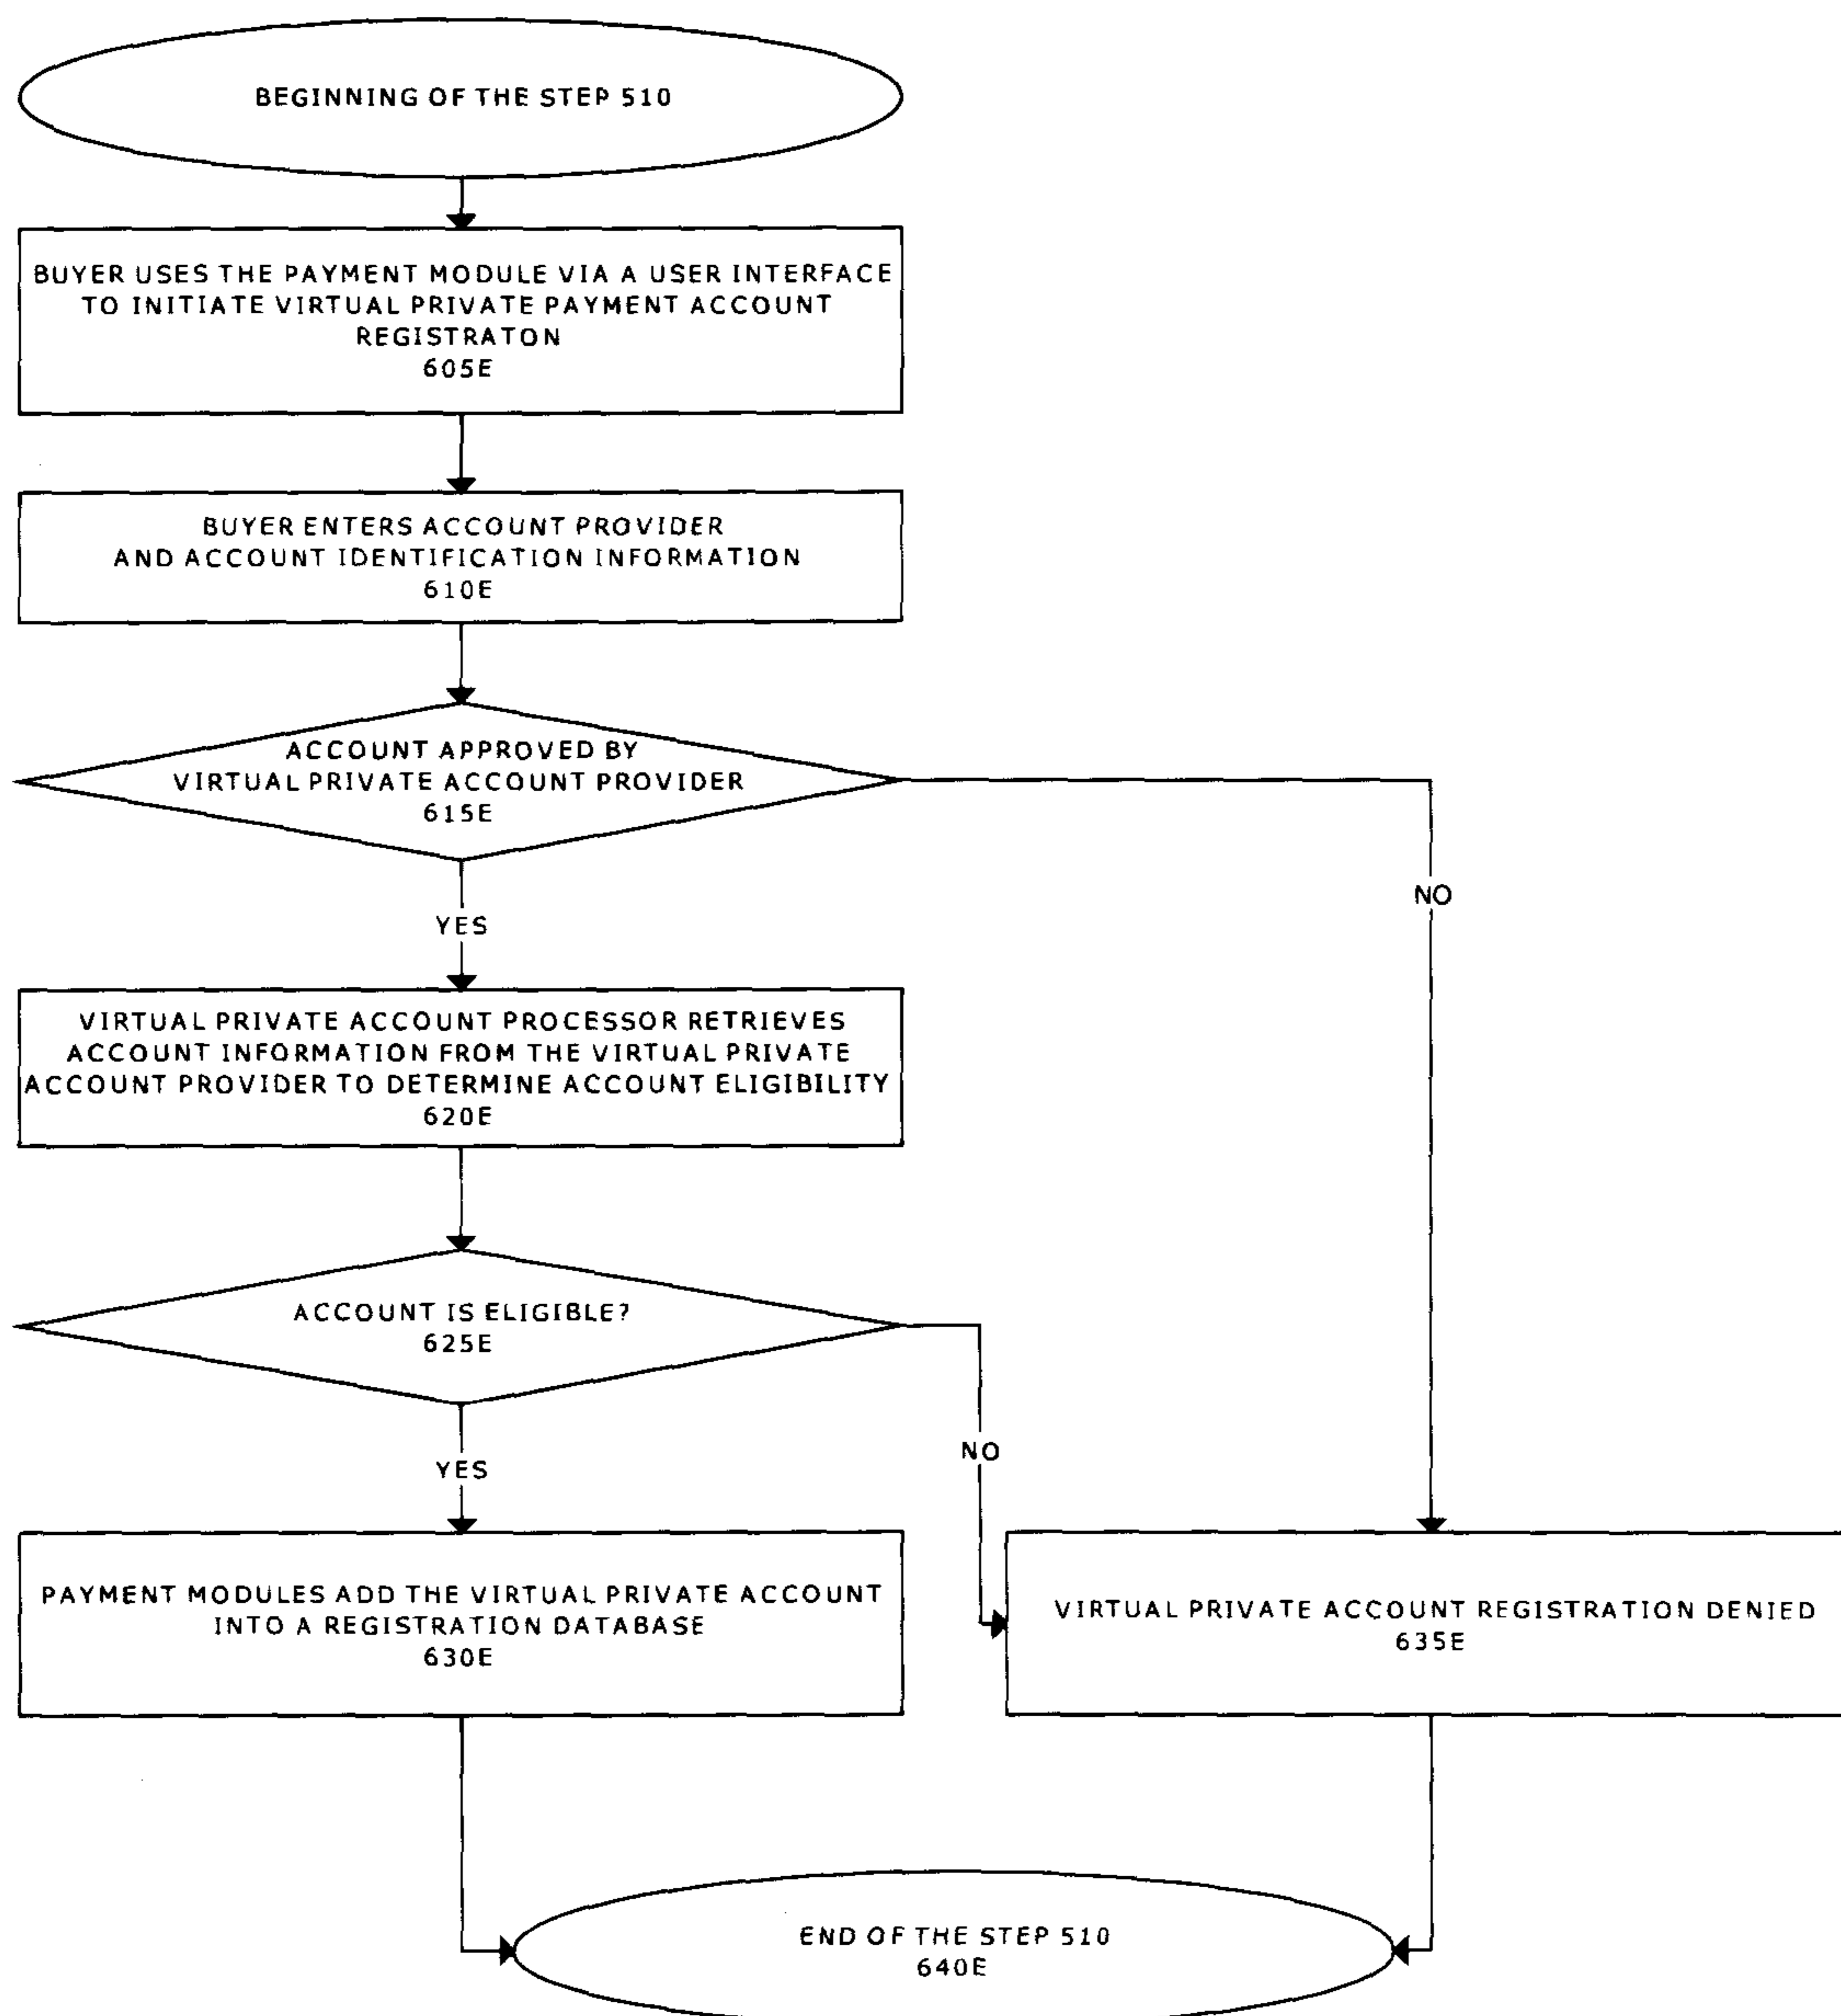 BEGINNING OF THE STEP 510
BUYER USES THE PAYMENT MODULE VIA A USER INTERFACE
TO INITIATE VIRTUAL PRIVATE PAYMENT ACCOUNT
REGISTRATON
605E
BUYER ENTERS ACCOUNT PROVIDER
AND ACCOUNT IDENTIFICATION INFORMATION
610E
ACCOUNT APPROVED BY
VIRTUAL PRIVATE ACCOUNT PROVIDER
615E
NO
YES
VIRTUAL PRIVATE ACCOUNT PROCESSOR RETRIEVES
ACCOUNT INFORMATION FROM THE VIRTUAL PRIVATE
ACCOUNT PROVIDER TO DETERMINE ACCOUNT ELIGIBILITY
620E
ACCOUNT IS ELIGIBLE?
625E
NO
YES
PAYMENT MODULES ADD THE VIRTUAL PRIVATE ACCOUNT
INTO A REGISTRATION DATABASE
630E
VIRTUAL PRIVATE ACCOUNT REGISTRATION DENIED
635E
END OF THE STEP 510
640E